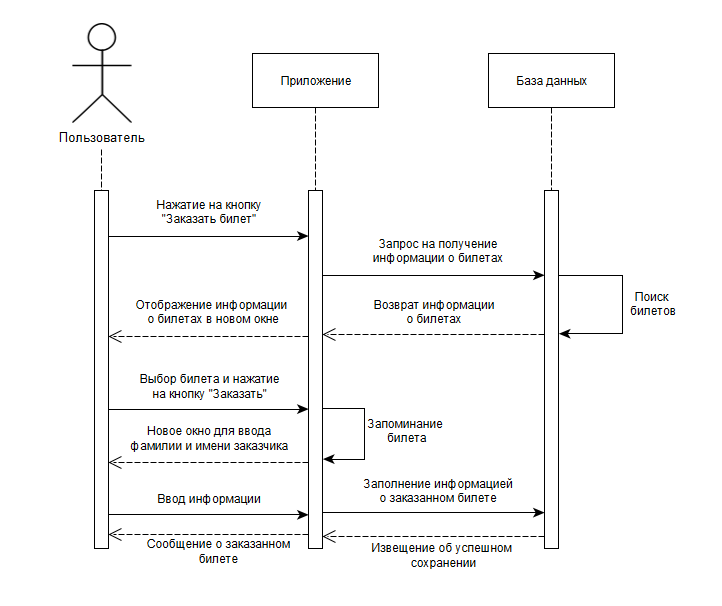 Пользователь
Приложение
База данных
Нажатие на кнопку
"Заказать билет"
Запрос на получение
информации о билетах
Поиск
билетов
Отображение информации
о билетах в новом окне
Возврат информации
о билетах
Выбор билета и нажатие
на кнопку "Заказать"
Запоминание
билета
Новое окно для ввода
фамилии и имени заказчика
Ввод информации
Заполнение информацией
о заказанном билете
Сообщение о заказанном
билете
Извещение об успешном
сохранении